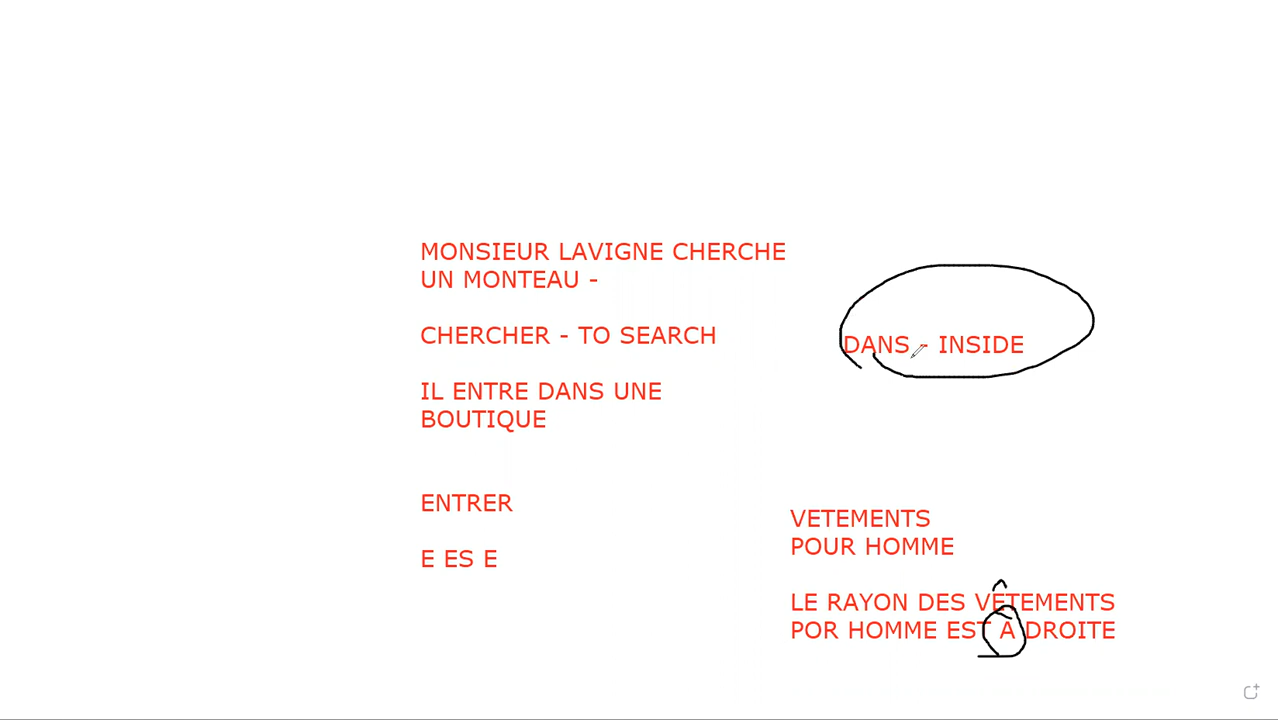 MONSIEUR LAVIGNE CHERCHE
UN MONTEAU -
CHERCHER - TO SEARCH
IL ENTRE DANS UNE
BOUTIQUE
ENTRER
E ES E
DANS - INSIDE
VETEMENTS
POUR HOMME
LE RAYON DES VÊTEMENTS
POR HOMME EST A DROITE